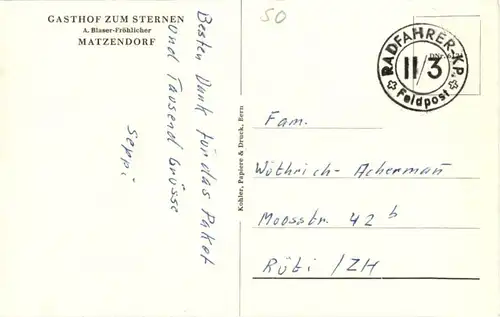 GASTHOF ZUM STERNEN
A. Blaser-Fröhlicher
MATZENDORF
Besten Dank für das Paket
und Tausend Grüsse
Seppi
Kohler, Papiere & Druck, Bern
50
RADFAHRER-KP.
II/3
Feldpost
Fam.
Wüthrich-Achermañ
Moosstr. 42 b
Rüti /ZH